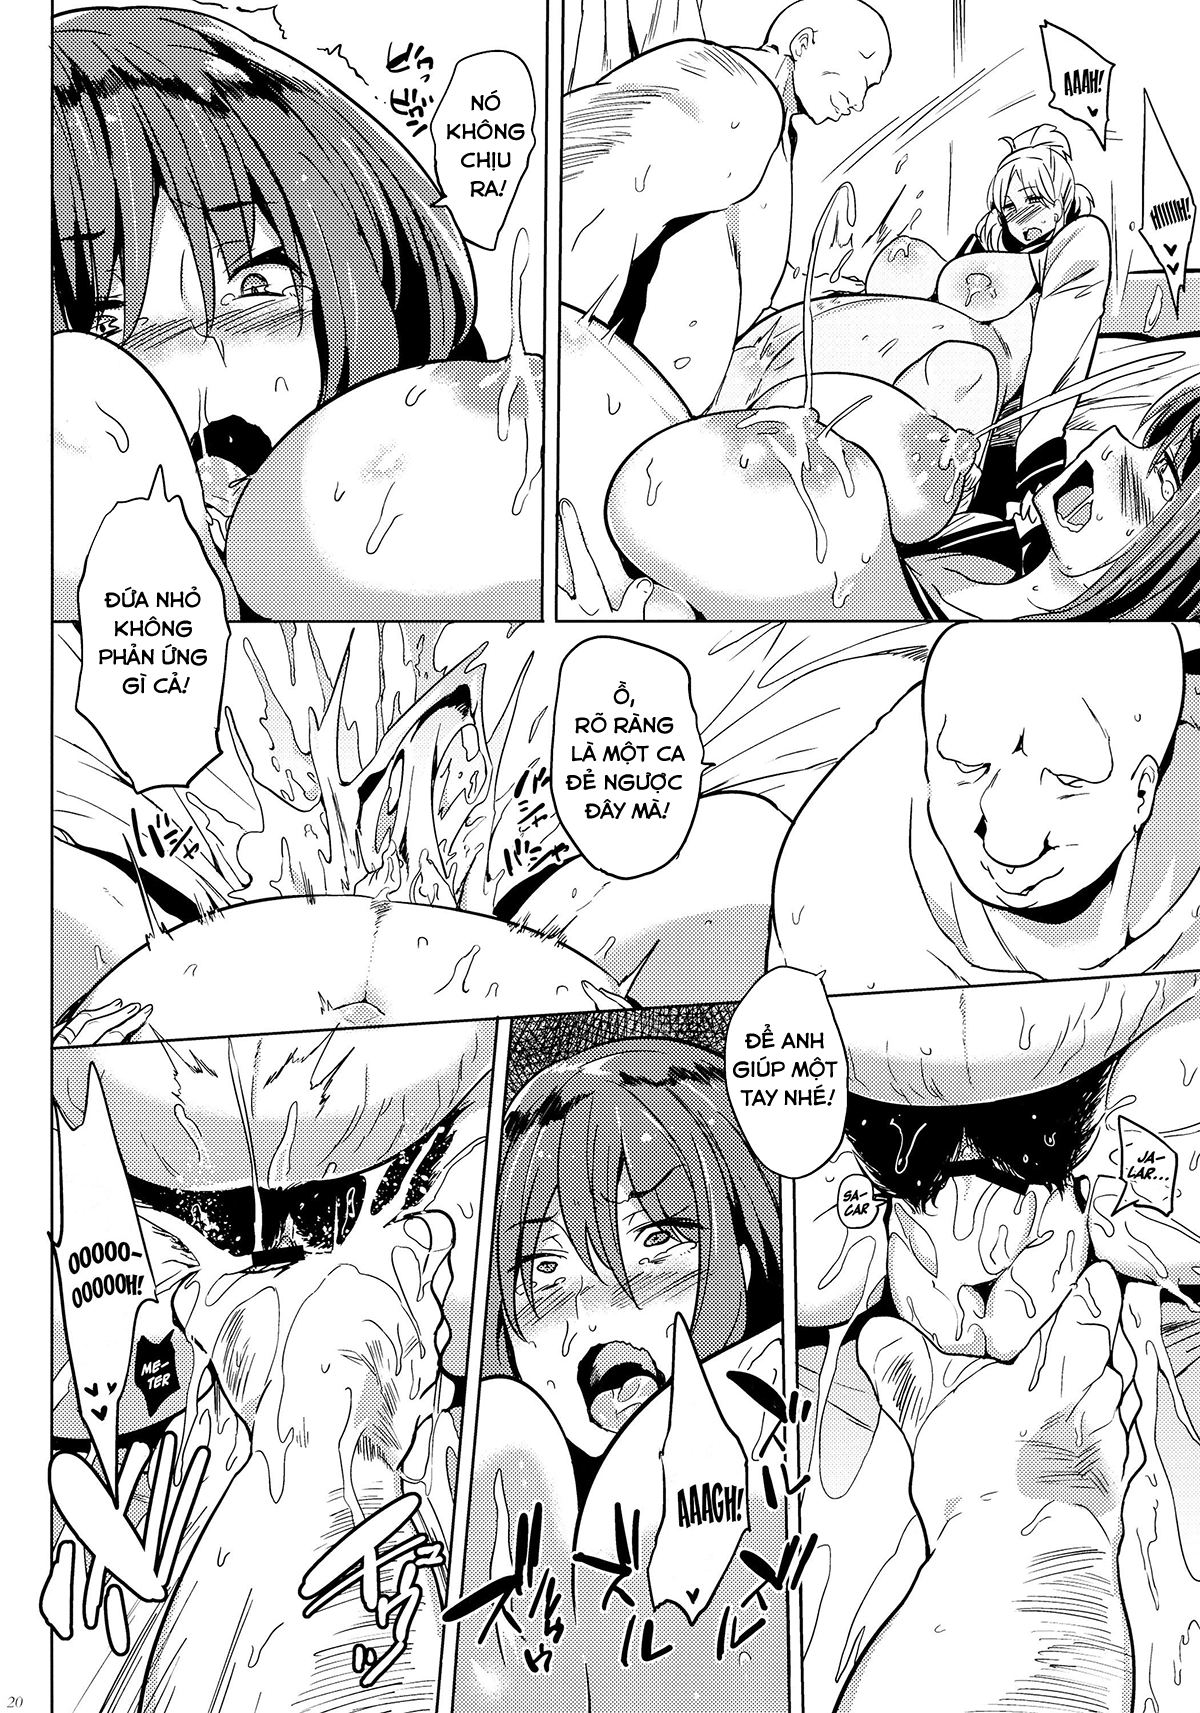 AAAH!
HIIIIIH!
NÓ
KHÔNG
CHỊU
RA!
ĐỨA NHỎ
KHÔNG
PHẢN ỨNG
GÌ CẢ!
Ồ,
RÕ RÀNG
LÀ MỘT CA
ĐẺ NGƯỢC
ĐÂY MÀ!
ĐỂ ANH
GIÚP MỘT
TAY NHÉ!
JA-
LAR...
SA-
CAR
AAAGH!
OOOOO-
OOOOOH!
ME-
TER
20